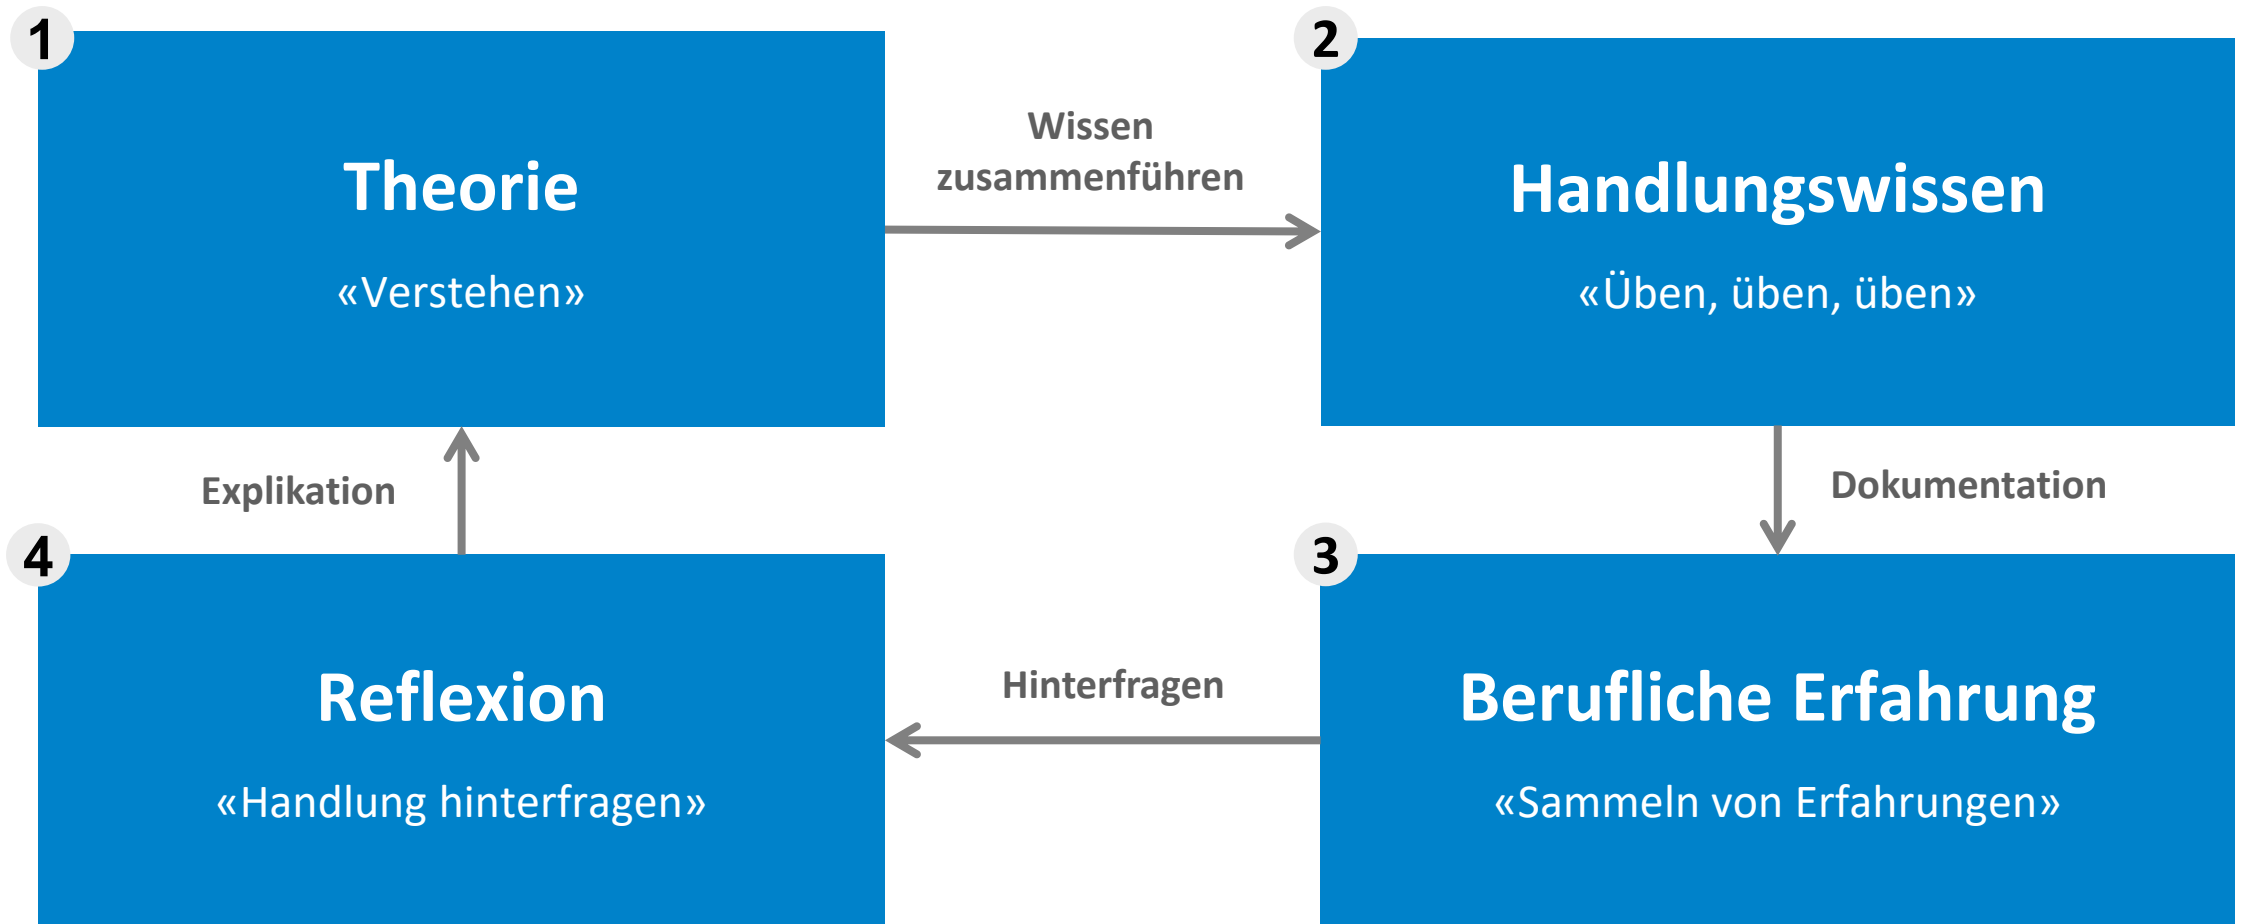 1
Theorie
«Verstehen»
Wissen
zusammenführen
2
Handlungswissen
«Üben, üben, üben»
Dokumentation
3
Berufliche Erfahrung
«Sammeln von Erfahrungen»
Hinterfragen
4
Reflexion
«Handlung hinterfragen»
Explikation